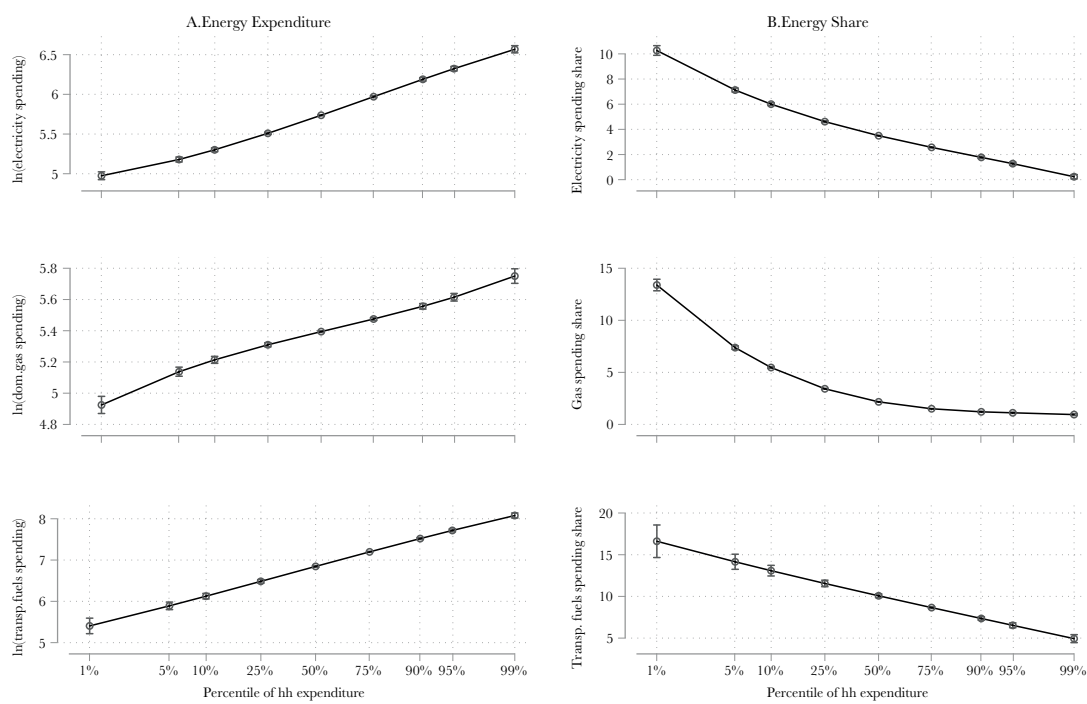 A.Energy Expenditure
ln(electricity spending)
6.5
6
5.5
5
ln(dom.gas spending)
5.8
5.6
5.4
5.2
5
4.8
ln(transp.fuels spending)
8
7
6
5
1% 5% 10% 25% 50% 75% 90% 95% 99%
Percentile of hh expenditure
B.Energy Share
Electricity spending share
10
8
6
4
2
0
Gas spending share
15
10
5
0
Transp. fuels spending share
20
15
10
5
1% 5% 10% 25% 50% 75% 90% 95% 99%
Percentile of hh expenditure